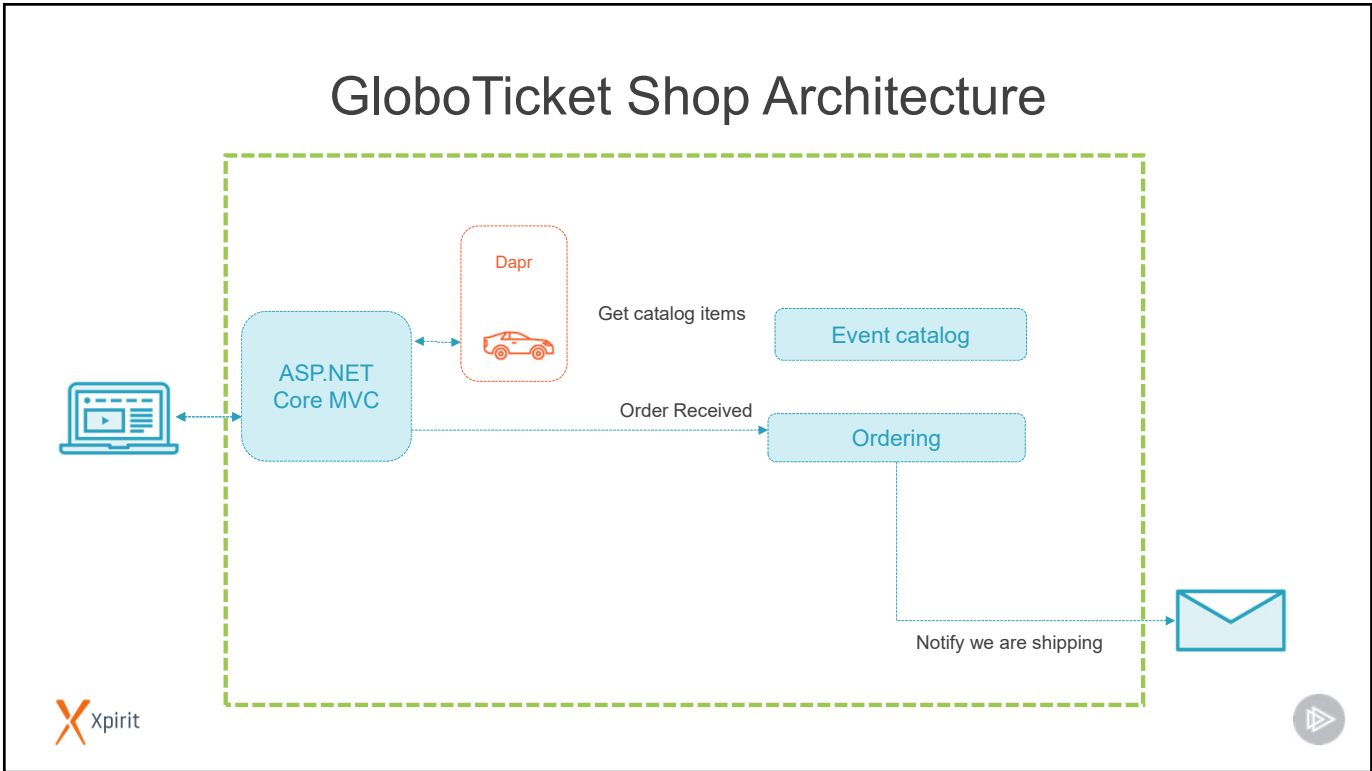 GloboTicket Shop Architecture
Dapr
Get catalog items
Event catalog
ASP.NET
Core MVC
Order Received
Ordering
Notify we are shipping
Xpirit